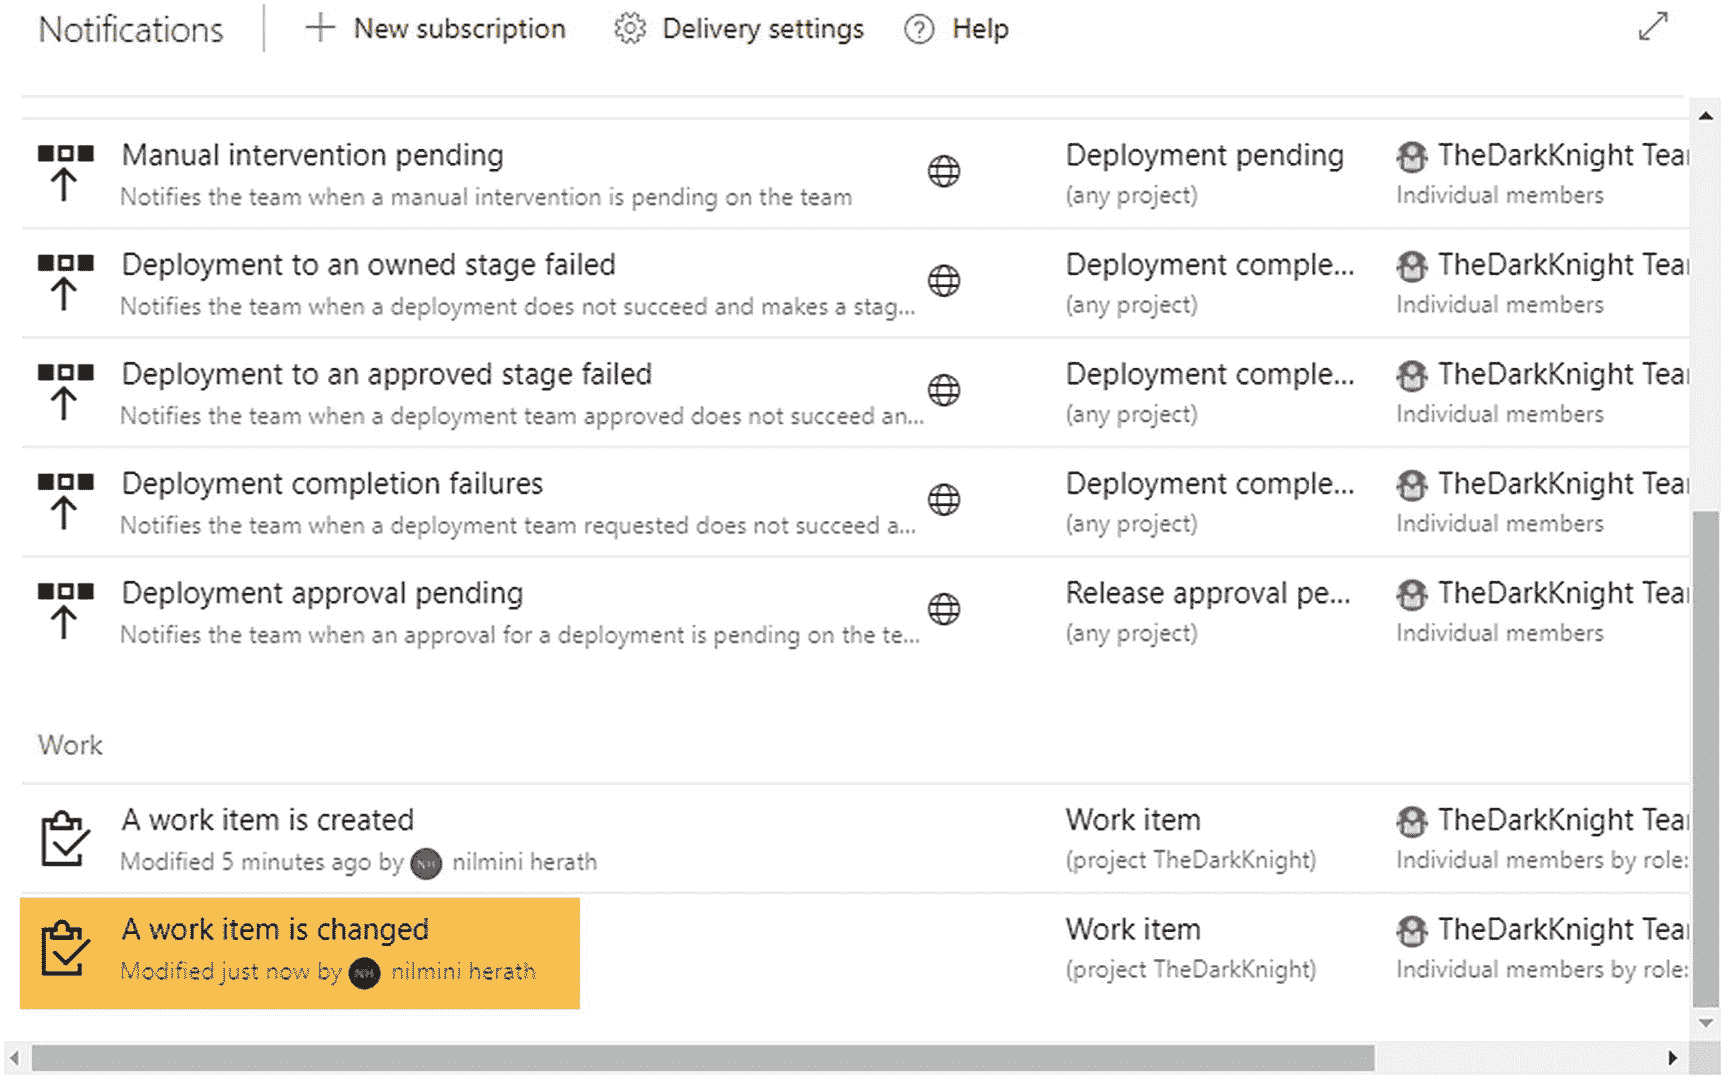 Notifications New subscription Delivery settings Help
Manual intervention pending Deployment pending TheDarkKnight Tea
Notifies the team when a manual intervention is pending on the team (any project) Individual members
Deployment to an owned stage failed Deployment comple... TheDarkKnight Tea
Notifies the team when a deployment does not succeed and makes a stag... (any project) Individual members
Deployment to an approved stage failed Deployment comple... TheDarkKnight Tea
Notifies the team when a deployment team approved does not succeed an... (any project) Individual members
Deployment completion failures Deployment comple... TheDarkKnight Tea
Notifies the team when a deployment team requested does not succeed a... (any project) Individual members
Deployment approval pending Release approval pe... TheDarkKnight Tea
Notifies the team when an approval for a deployment is pending on the te... (any project) Individual members
Work
A work item is created Work item TheDarkKnight Tea
Modified 5 minutes ago by NH nilmini herath (project TheDarkKnight) Individual members by role:
A work item is changed Work item TheDarkKnight Tea
Modified just now by NH nilmini herath (project TheDarkKnight) Individual members by role: